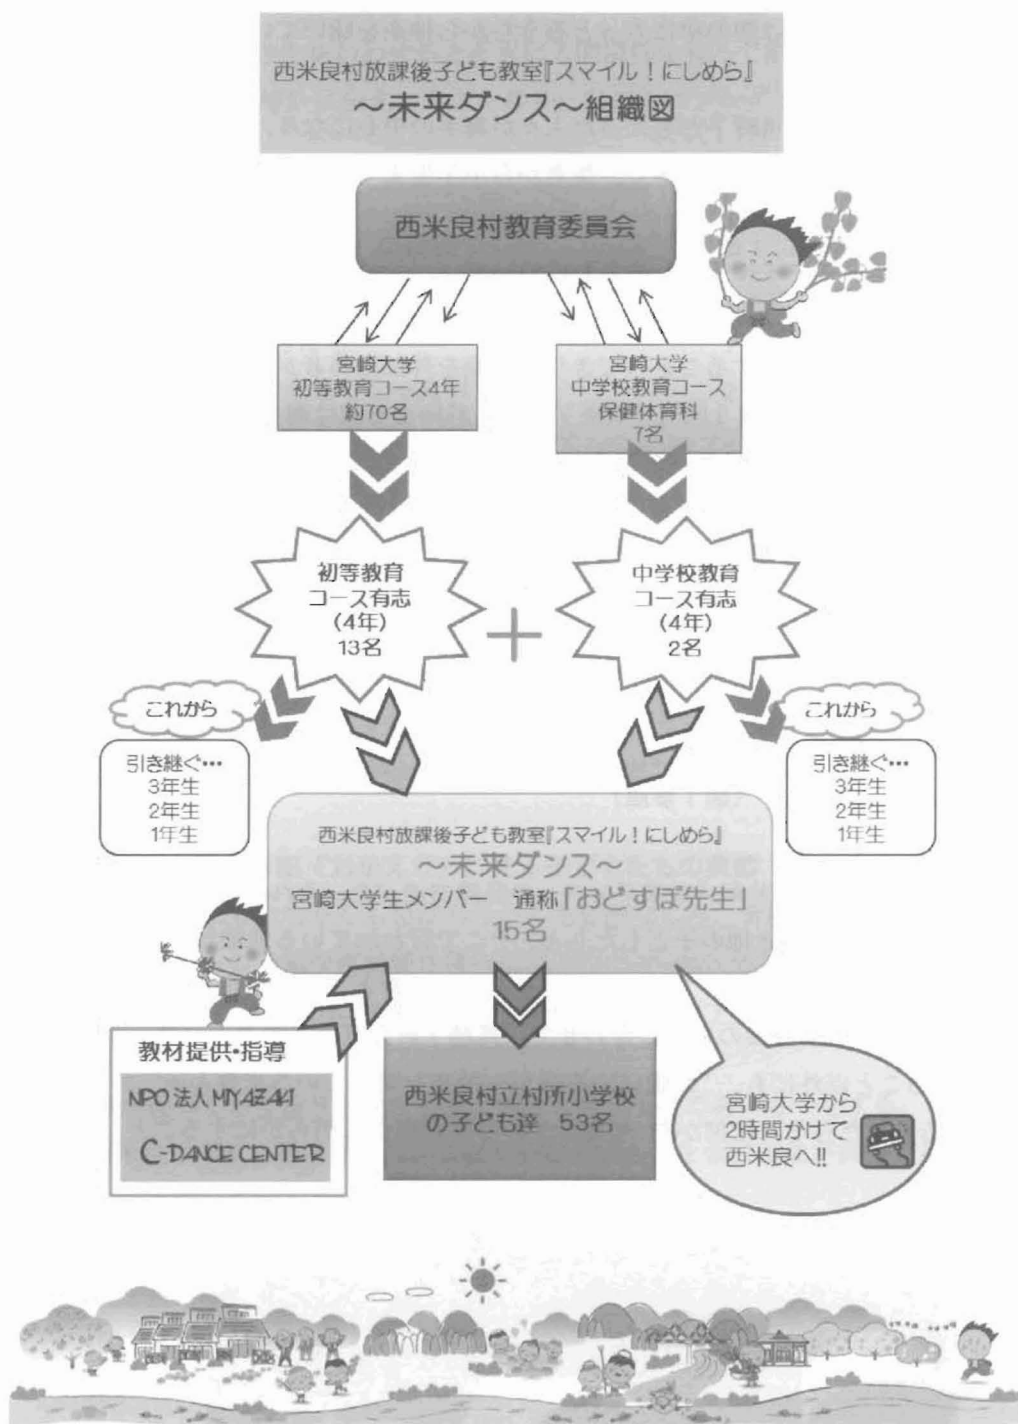 西米良村放課後子ども教室『スマイル！にしめら』
～未来ダンス～組織図
西米良村教育委員会
宮崎大学
初等教育コース4年
約70名
宮崎大学
中学校教育コース
保健体育科
7名
初等教育
コース有志
(4年)
13名
＋
中学校教育
コース有志
(4年)
2名
これから
引き継ぐ…
3年生
2年生
1年生
これから
引き継ぐ…
3年生
2年生
1年生
西米良村放課後子ども教室『スマイル！にしめら』
～未来ダンス～
宮崎大学生メンバー　通称「おどすぽ先生」
15名
教材提供・指導
NPO法人MIYAZAKI
C-DANCE CENTER
西米良村立村所小学校
の子ども達　53名
宮崎大学から
2時間かけて
西米良へ!!